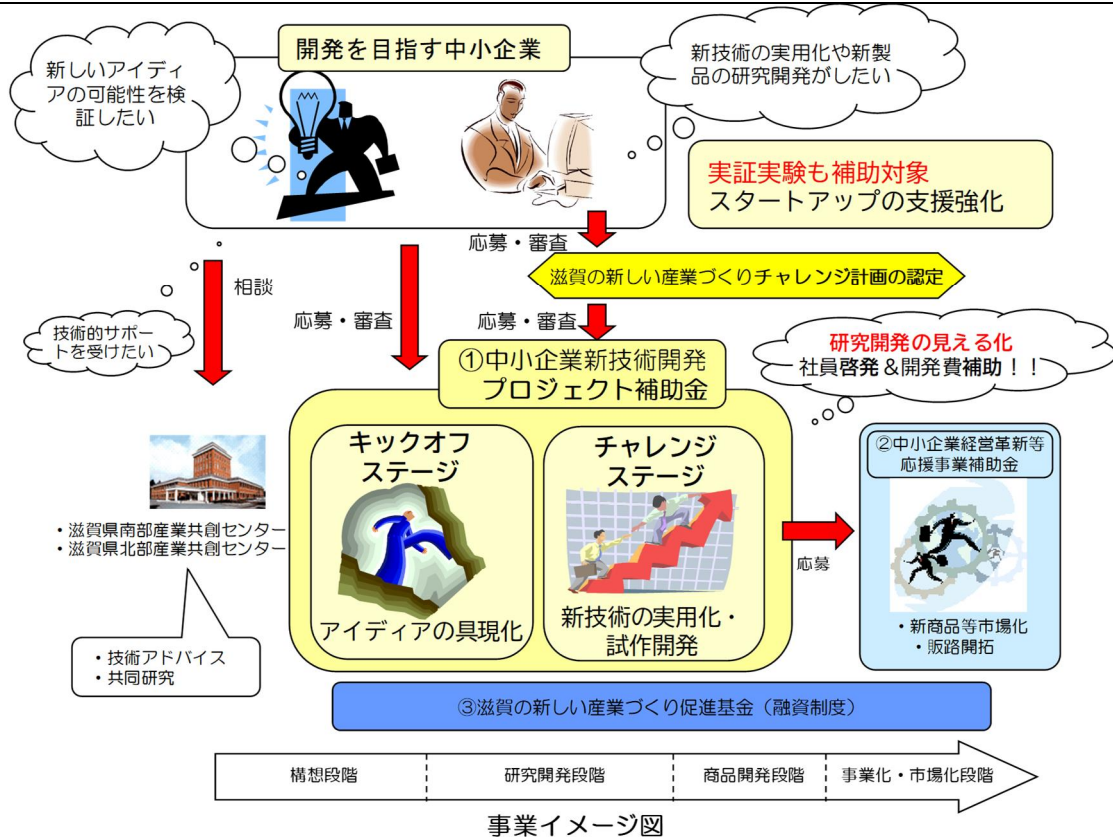 開発を目指す中小企業
新しいアイディ
アの可能性を検
証したい
新技術の実用化や新製
品の研究開発がしたい
実証実験も補助対象
スタートアップの支援強化
応募・審査
滋賀の新しい産業づくりチャレンジ計画の認定
相談
応募・審査
応募・審査
技術的サポー
トを受けたい
研究開発の見える化
社員啓発&開発費補助!!
①中小企業新技術開発
プロジェクト補助金
キックオフ
ステージ
アイディアの具現化
チャレンジ
ステージ
新技術の実用化・
試作開発
応募
②中小企業経営革新等
応援事業補助金
・新商品等市場化
・販路開拓
・滋賀県南部産業共創センター
・滋賀県北部産業共創センター
・技術アドバイス
・共同研究
③滋賀の新しい産業づくり促進基金(融資制度)
構想段階
研究開発段階
商品開発段階
事業化・市場化段階
事業イメージ図